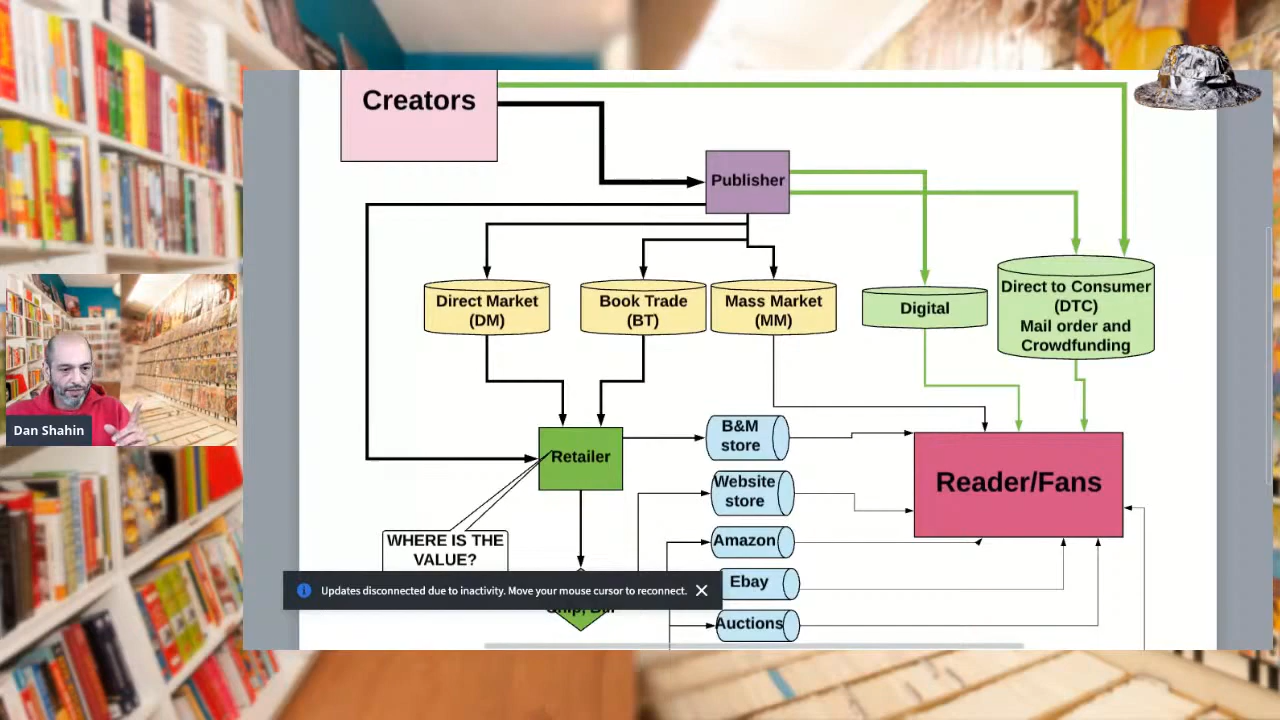 Creators
Publisher
Direct Market
(DM)
Book Trade
(BT)
Mass Market
(MM)
Digital
Direct to Consumer
(DTC)
Mail order and
Crowdfunding
B&M
store
Retailer
Reader/Fans
Website
store
WHERE IS THE
VALUE?
Amazon
Ebay
Auctions
Updates disconnected due to inactivity. Move your mouse cursor to reconnect.
Dan Shahin